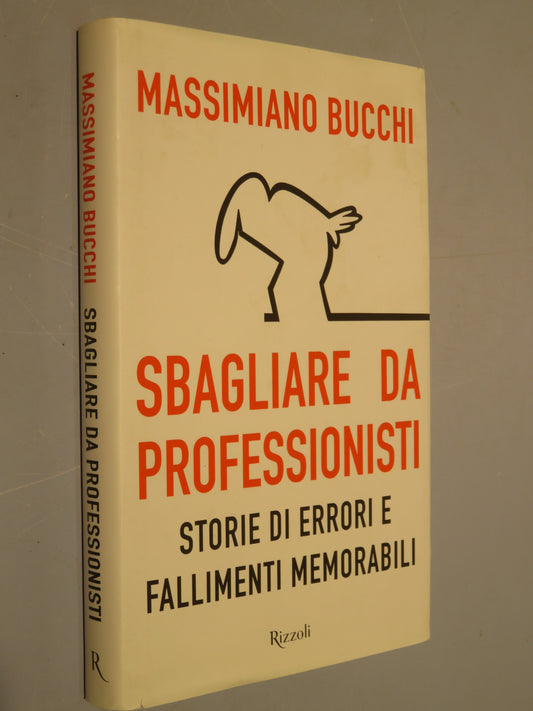 MASSIMIANO BUCCHI
SBAGLIARE DA
PROFESSIONISTI
STORIE DI ERRORI E
FALLIMENTI MEMORABILI
Rizzoli
MASSIMIANO BUCCHI SBAGLIARE DA PROFESSIONISTI
R